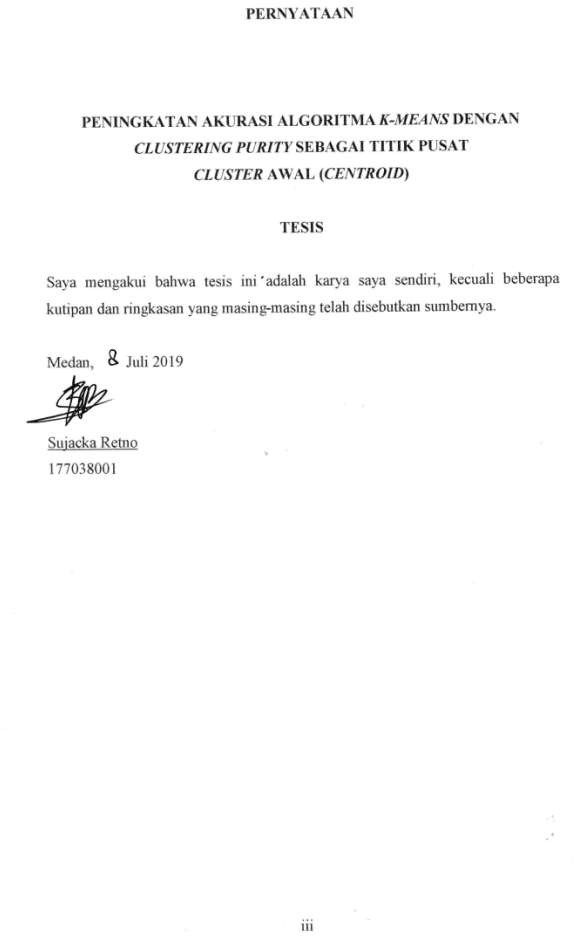 PERNYATAAN
PENINGKATAN AKURASI ALGORITMA K-MEANS DENGAN
CLUSTERING PURITY SEBAGAI TITIK PUSAT
CLUSTER AWAL (CENTROID)
TESIS
Saya mengakui bahwa tesis ini adalah karya saya sendiri, kecuali beberapa
kutipan dan ringkasan yang masing-masing telah disebutkan sumbernya.
Medan, 8 Juli 2019
Sujacka Retno
177038001
iii